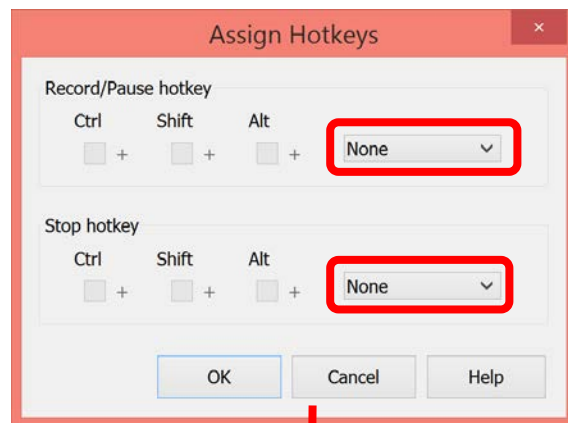 Assign Hotkeys ×
Record/Pause hotkey
Ctrl Shift Alt
+ + + None
Stop hotkey
Ctrl Shift Alt
+ + + None
OK Cancel Help